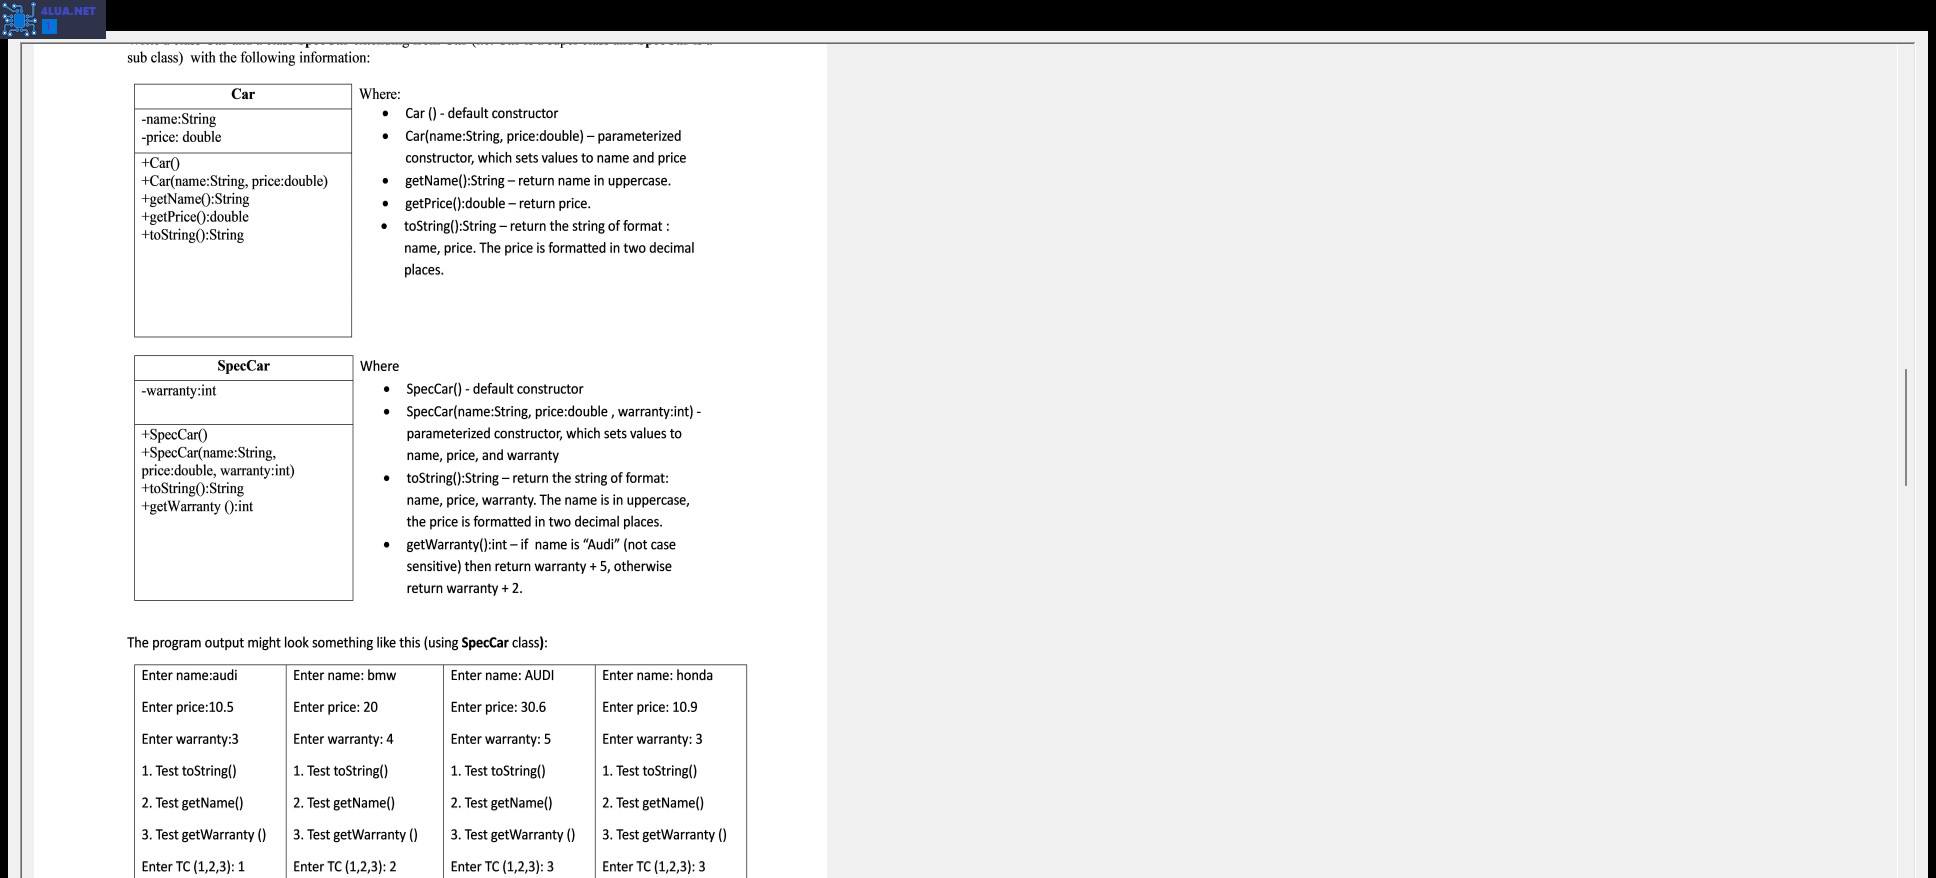 4LUA.NET
sub class)  with the following information:
Car
-name:String
-price: double
+Car()
+Car(name:String, price:double)
+getName():String
+getPrice():double
+toString():String
Where:
• Car () - default constructor
• Car(name:String, price:double) – parameterized
constructor, which sets values to name and price
• getName():String – return name in uppercase.
• getPrice():double – return price.
• toString():String – return the string of format :
name, price. The price is formatted in two decimal
places.
SpecCar
-warranty:int
+SpecCar()
+SpecCar(name:String,
price:double, warranty:int)
+toString():String
+getWarranty ():int
Where
• SpecCar() - default constructor
• SpecCar(name:String, price:double , warranty:int) -
parameterized constructor, which sets values to
name, price, and warranty
• toString():String – return the string of format:
name, price, warranty. The name is in uppercase,
the price is formatted in two decimal places.
• getWarranty():int – if  name is “Audi” (not case
sensitive) then return warranty + 5, otherwise
return warranty + 2.
The program output might look something like this (using SpecCar class):
Enter name:audi
Enter price:10.5
Enter warranty:3
1. Test toString()
2. Test getName()
3. Test getWarranty ()
Enter TC (1,2,3): 1
Enter name: bmw
Enter price: 20
Enter warranty: 4
1. Test toString()
2. Test getName()
3. Test getWarranty ()
Enter TC (1,2,3): 2
Enter name: AUDI
Enter price: 30.6
Enter warranty: 5
1. Test toString()
2. Test getName()
3. Test getWarranty ()
Enter TC (1,2,3): 3
Enter name: honda
Enter price: 10.9
Enter warranty: 3
1. Test toString()
2. Test getName()
3. Test getWarranty ()
Enter TC (1,2,3): 3